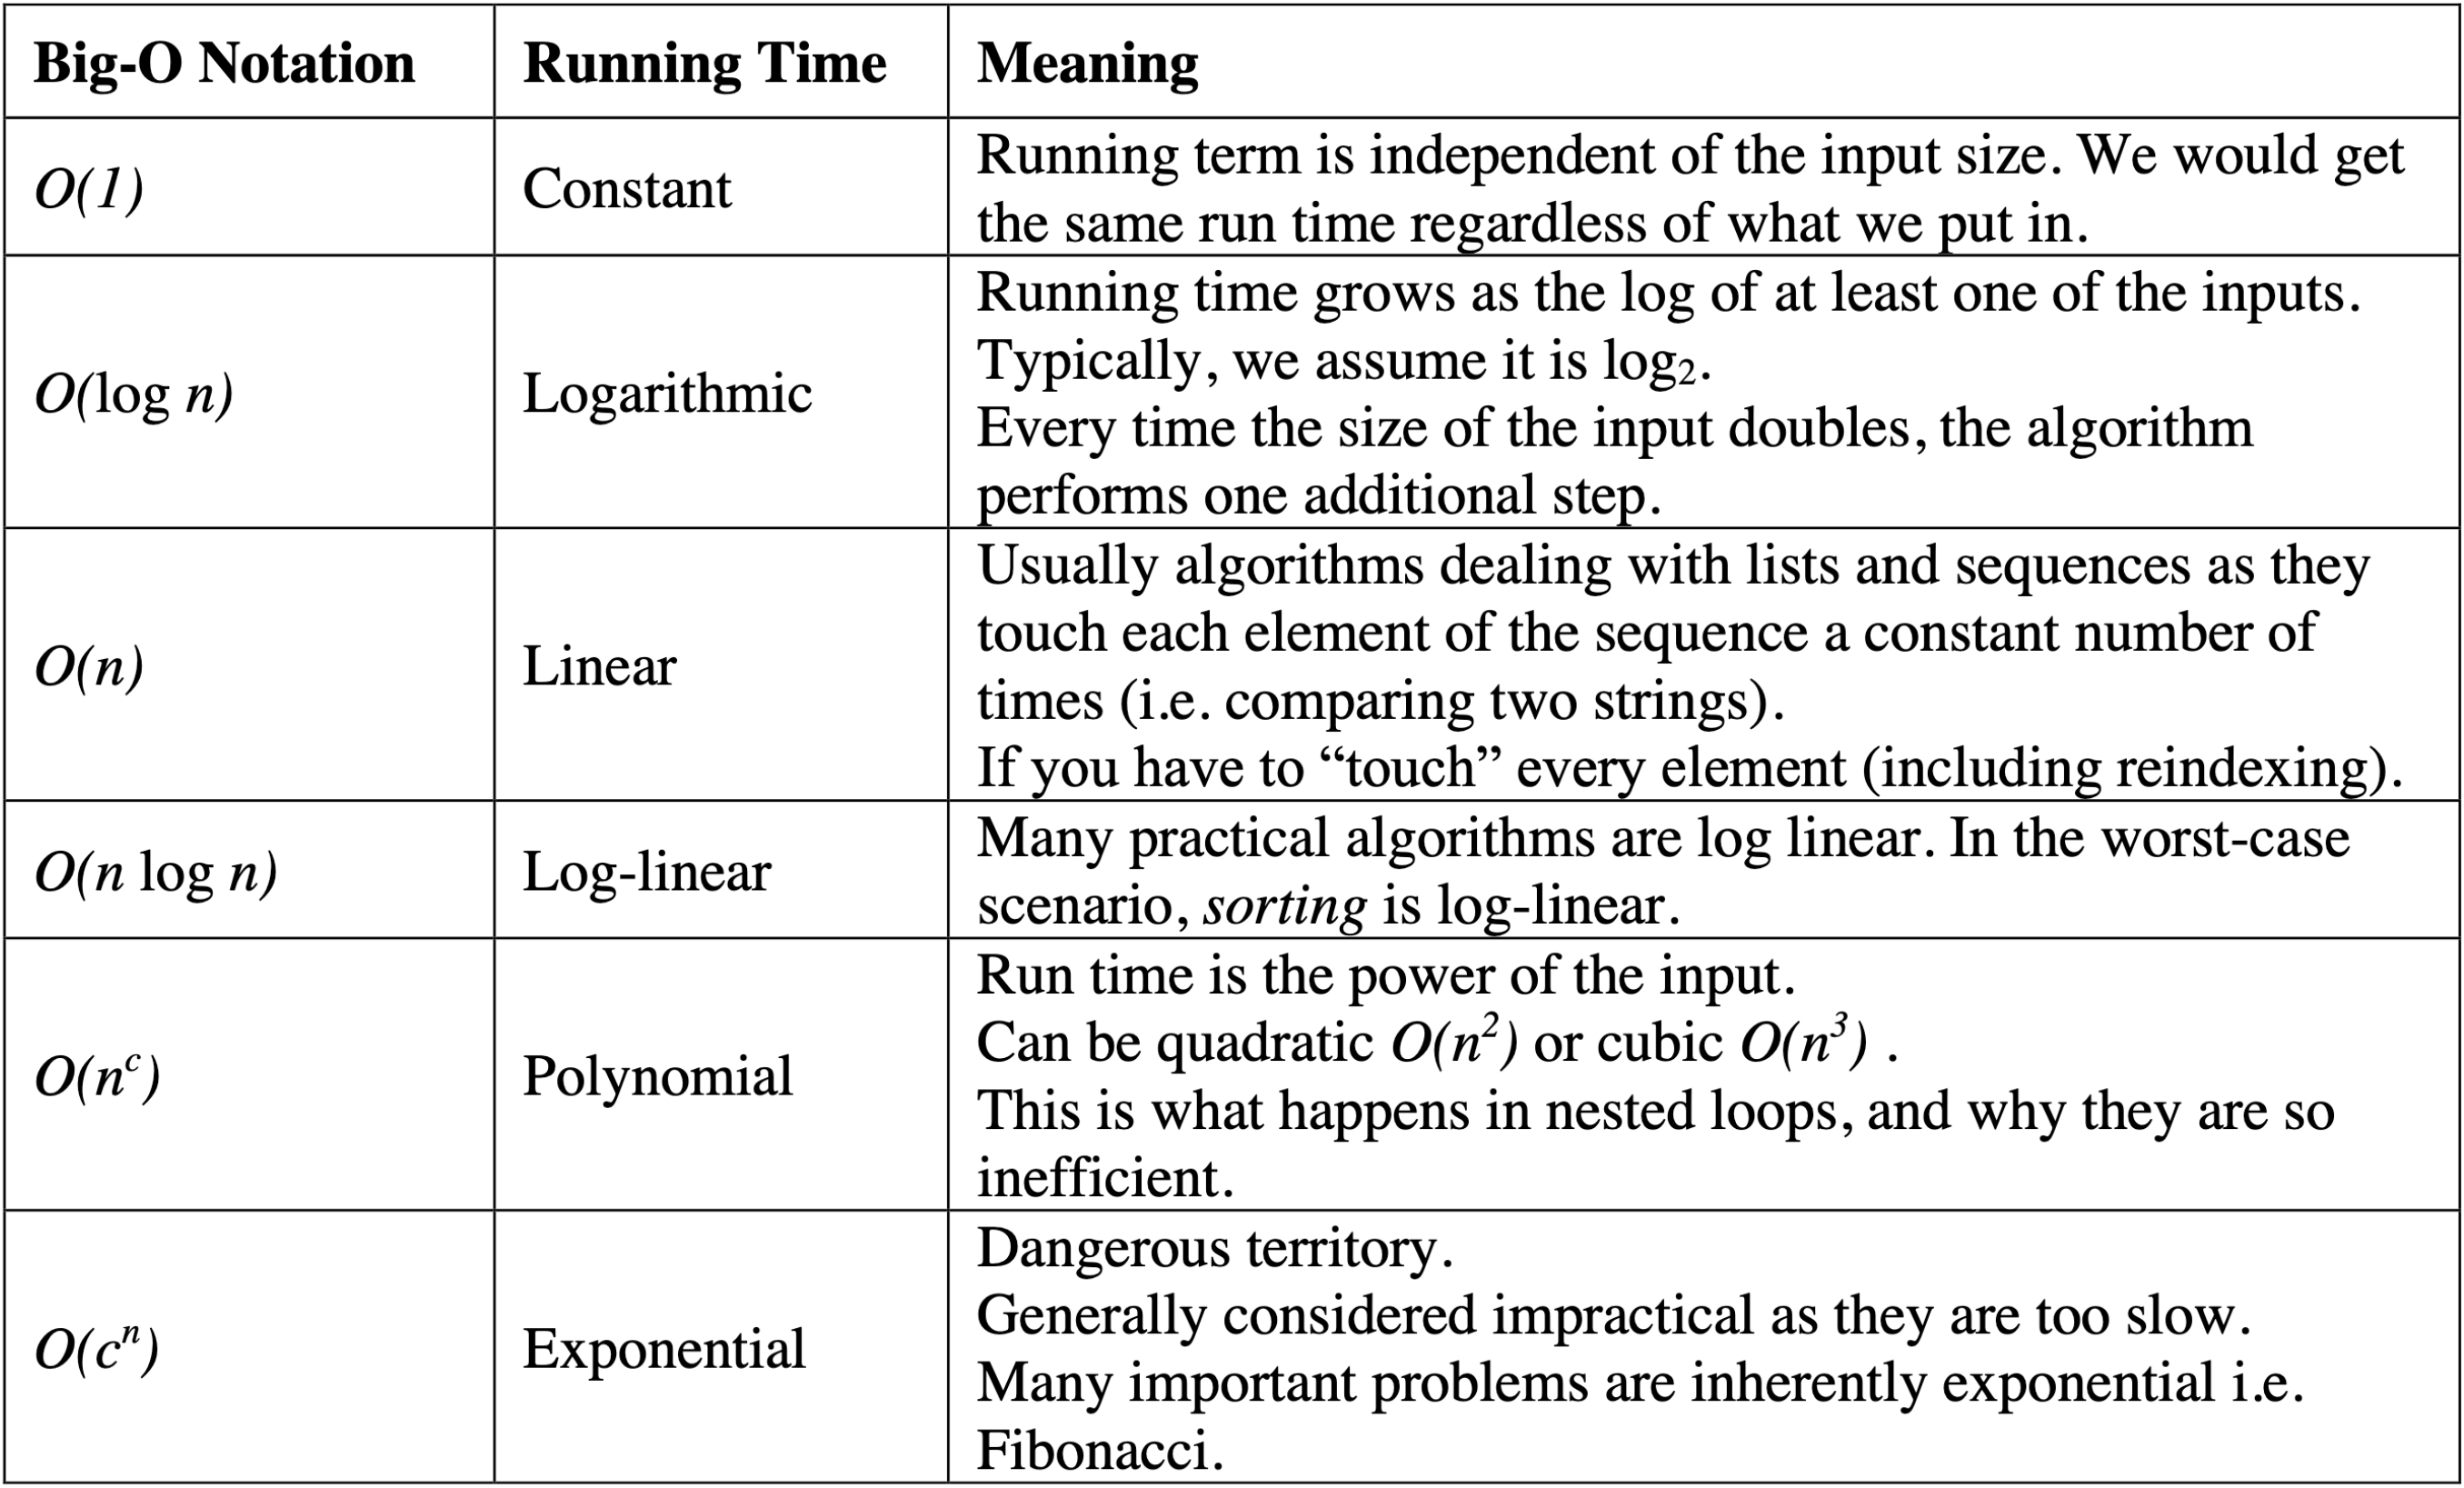 Big-O Notation Running Time Meaning
O(1) Constant Running term is independent of the input size. We would get
the same run time regardless of what we put in.
O(log n) Logarithmic Running time grows as the log of at least one of the inputs.
Typically, we assume it is log₂.
Every time the size of the input doubles, the algorithm
performs one additional step.
O(n) Linear Usually algorithms dealing with lists and sequences as they
touch each element of the sequence a constant number of
times (i.e. comparing two strings).
If you have to “touch” every element (including reindexing).
O(n log n) Log-linear Many practical algorithms are log linear. In the worst-case
scenario, sorting is log-linear.
O(nᶜ) Polynomial Run time is the power of the input.
Can be quadratic O(n²) or cubic O(n³) .
This is what happens in nested loops, and why they are so
inefficient.
O(cⁿ) Exponential Dangerous territory.
Generally considered impractical as they are too slow.
Many important problems are inherently exponential i.e.
Fibonacci.